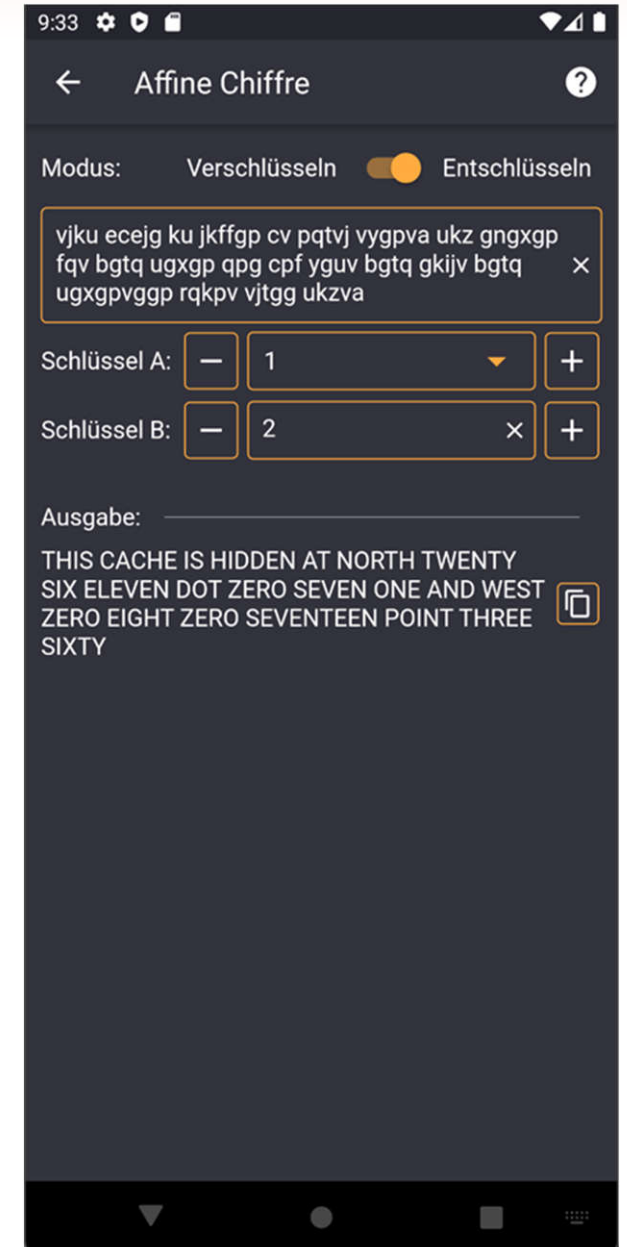 9:33
Affine Chiffre
?
Modus: Verschlüsseln Entschlüsseln
vjku ecejg ku jkffgp cv pqtvj vygpva ukz gngxgp
fqv bgtq ugxgp qpg cpf yguv bgtq gkijv bgtq
ugxgpvggp rqkpv vjtgg ukzva
Schlüssel A: − 1 +
Schlüssel B: − 2 +
Ausgabe:
THIS CACHE IS HIDDEN AT NORTH TWENTY
SIX ELEVEN DOT ZERO SEVEN ONE AND WEST
ZERO EIGHT ZERO SEVENTEEN POINT THREE
SIXTY